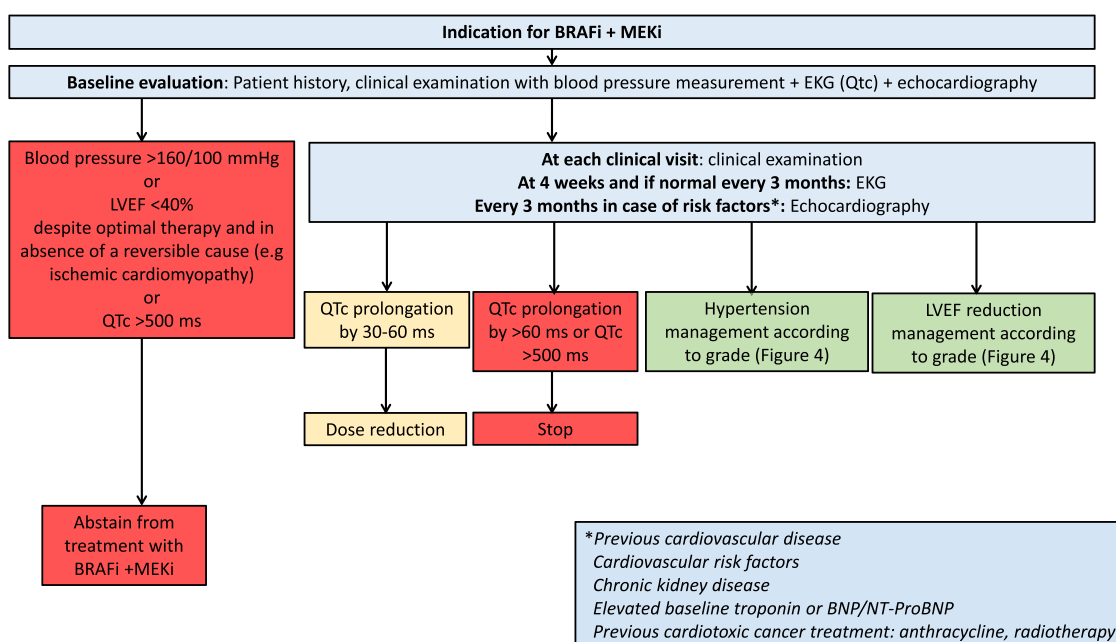 Indication for BRAFi + MEKi
Baseline evaluation: Patient history, clinical examination with blood pressure measurement + EKG (Qtc) + echocardiography
Blood pressure >160/100 mmHg
or
LVEF <40%
despite optimal therapy and in
absence of a reversible cause (e.g
ischemic cardiomyopathy)
or
QTc >500 ms
At each clinical visit: clinical examination
At 4 weeks and if normal every 3 months: EKG
Every 3 months in case of risk factors*: Echocardiography
QTc prolongation
by 30-60 ms
QTc prolongation
by >60 ms or QTc
>500 ms
Hypertension
management according
to grade (Figure 4)
LVEF reduction
management according
to grade (Figure 4)
Dose reduction
Stop
Abstain from
treatment with
BRAFi +MEKi
*Previous cardiovascular disease
Cardiovascular risk factors
Chronic kidney disease
Elevated baseline troponin or BNP/NT-ProBNP
Previous cardiotoxic cancer treatment: anthracycline, radiotherapy